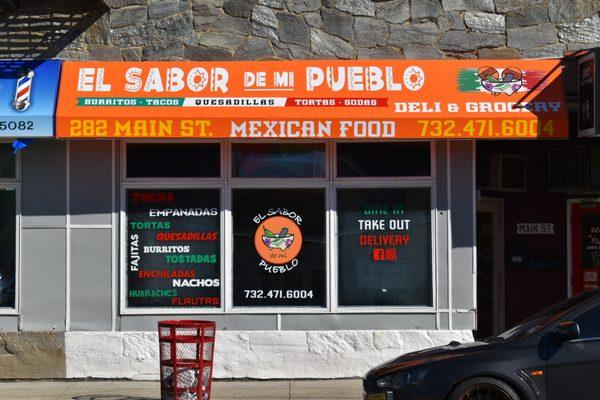 EL SABOR DE MI PUEBLO
BURRITOS • TACOS QUESADILLAS TORTAS • SODAS
DELI & GROCERY
282 MAIN ST. MEXICAN FOOD 732.471.6004
5082
TACOS
EMPANADAS
TORTAS
QUESADILLAS
FAJITAS
BURRITOS
TOSTADAS
ENCHILADAS
NACHOS
HUARACHES
FLAUTAS
EL SABOR
de mi
PUEBLO
732-471.6004
DINE IN
TAKE OUT
DELIVERY
OPEN
MAIN ST.